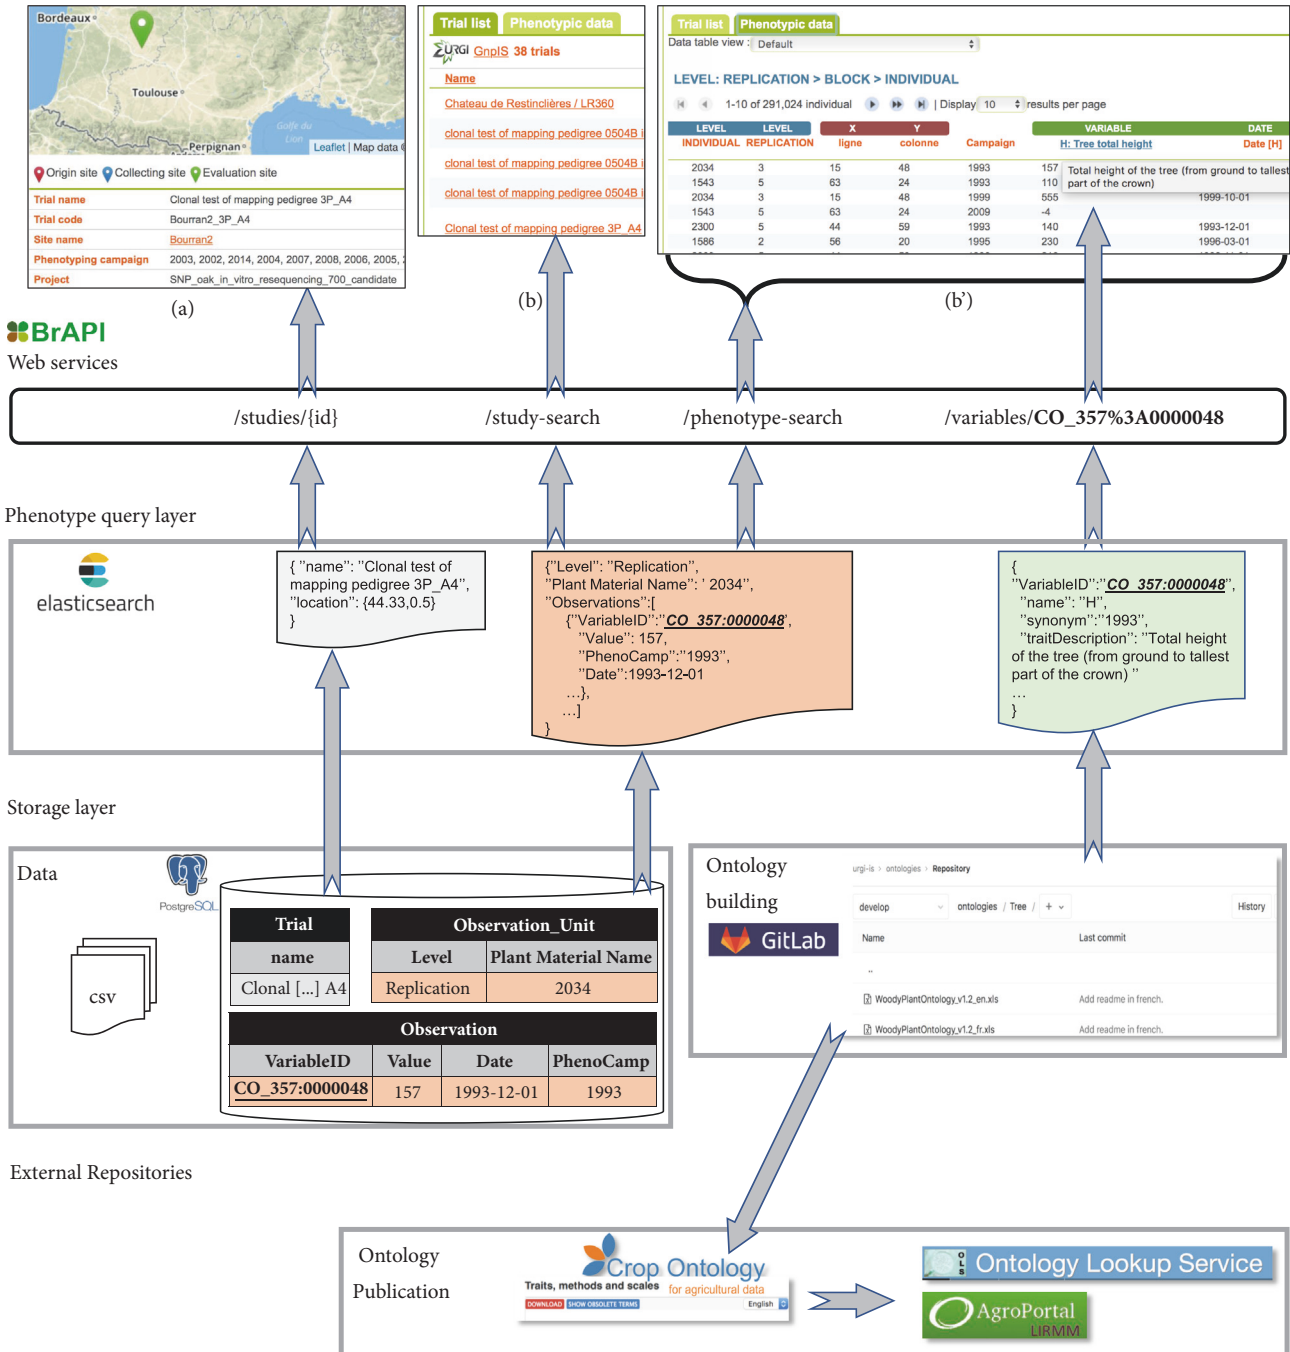 Bordeaux
Toulouse
Perpignan
Golfe du
Lion
Leaflet | Map data ©
Origin site Collecting site Evaluation site
Trial name Clonal test of mapping pedigree 3P_A4
Trial code Bourran2_3P_A4
Site name Bourran2
Phenotyping campaign 2003, 2002, 2014, 2004, 2007, 2008, 2006, 2005,
Project SNP_oak_in_vitro_resequencing_700_candidate
(a)
Trial list Phenotypic data
URGI GnpIS 38 trials
Name
Chateau de Restinclières / LR360
clonal test of mapping pedigree 0504B i
clonal test of mapping pedigree 0504B i
clonal test of mapping pedigree 0504B i
Clonal test of mapping pedigree 3P_A4
(b)
Trial list Phenotypic data
Data table view : Default
LEVEL: REPLICATION > BLOCK > INDIVIDUAL
1-10 of 291,024 individual | Display 10 results per page
LEVEL LEVEL X Y VARIABLE DATE
INDIVIDUAL REPLICATION ligne colonne Campaign H: Tree total height Date [H]
2034 3 15 48 1993 157
1543 5 63 24 1993 110
2034 3 15 48 1999 555 1999-10-01
1543 5 63 24 2009 -4
2300 5 44 59 1993 140 1993-12-01
1586 2 56 20 1995 230 1996-03-01
Total height of the tree (from ground to tallest
part of the crown)
(b')
BrAPI
Web services
/studies/{id} /study-search /phenotype-search /variables/CO_357%3A0000048
Phenotype query layer
elasticsearch
{ "name": "Clonal test of
mapping pedigree 3P_A4",
"location": {44.33,0.5}
}
{"Level": "Replication",
"Plant Material Name": ' 2034",
"Observations":[
{"VariableID":"CO_357:0000048',
"Value": 157,
"PhenoCamp":"1993",
"Date":1993-12-01
...},
...]
}
{
"VariableID":"CO_357:0000048",
"name": "H",
"synonym":"1993",
"traitDescription": "Total height
of the tree (from ground to tallest
part of the crown) "
...
}
Storage layer
Data
PostgreSQL
csv
Trial
name
Clonal [...] A4
Observation_Unit
Level Plant Material Name
Replication 2034
Observation
VariableID Value Date PhenoCamp
CO_357:0000048 157 1993-12-01 1993
Ontology
building
GitLab
urgi-is > ontologies > Repository
develop ontologies / Tree / + History
Name Last commit
..
WoodyPlantOntology_v1.2_en.xls Add readme in french.
WoodyPlantOntology_v1.2_fr.xls Add readme in french.
External Repositories
Ontology
Publication
Crop Ontology
Traits, methods and scales for agricultural data
DOWNLOAD SHOW OBSOLETE TERMS English
OLS Ontology Lookup Service
AgroPortal
LIRMM